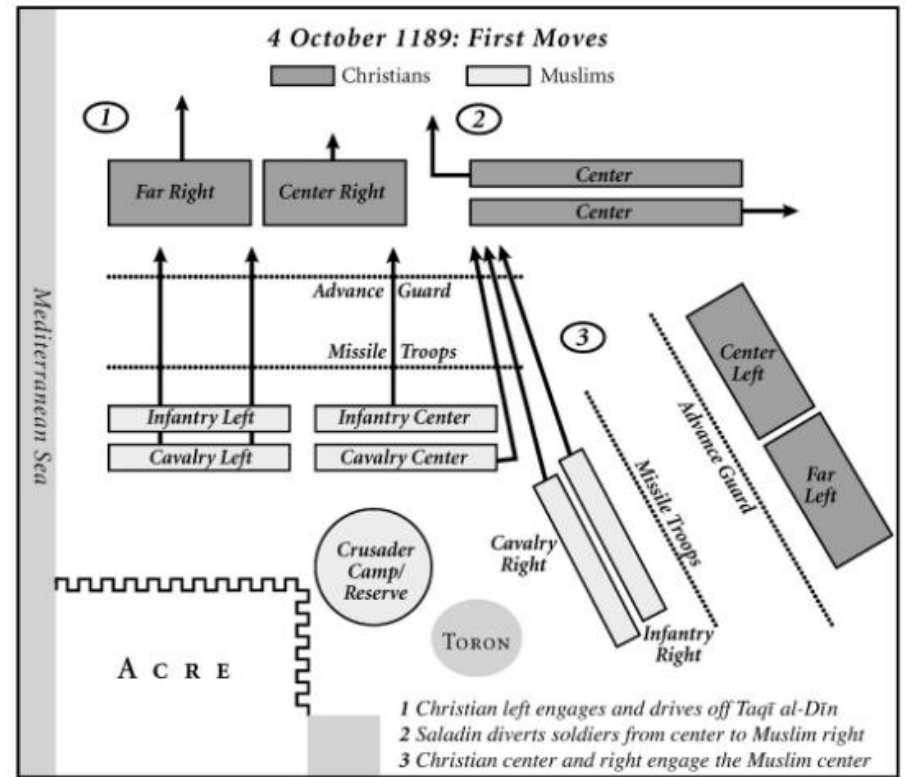 4 October 1189: First Moves
Christians
Muslims
1
2
Far Right
Center Right
Center
Center
Advance Guard
Missile Troops
3
Mediterranean Sea
Infantry Left
Cavalry Left
Infantry Center
Cavalry Center
Center
Left
Advance Guard
Far
Left
Missile Troops
Cavalry
Right
Infantry
Right
Crusader
Camp/
Reserve
TORON
ACRE
1 Christian left engages and drives off Taqī al-Dīn
2 Saladin diverts soldiers from center to Muslim right
3 Christian center and right engage the Muslim center